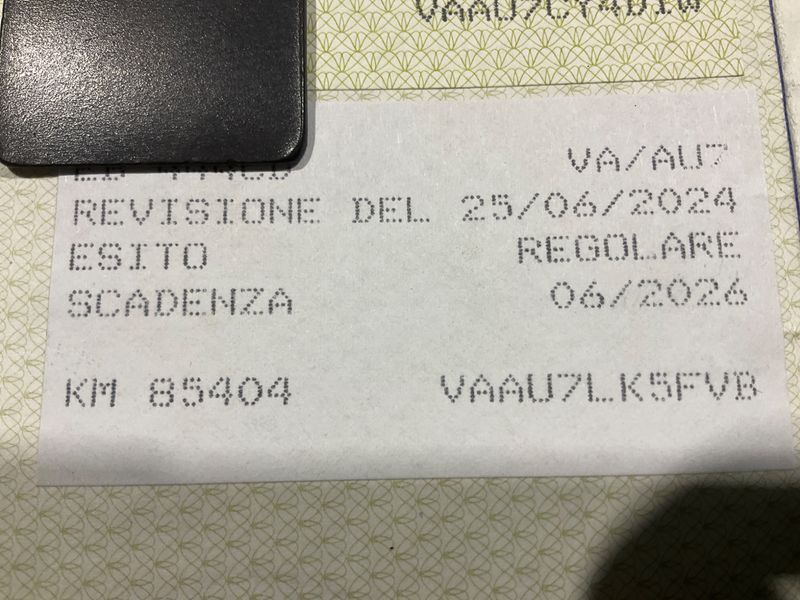 VA/AU7
REVISIONE DEL 25/06/2024
ESITO REGOLARE
SCADENZA 06/2026
KM 85404 VAAU7LK5FVB